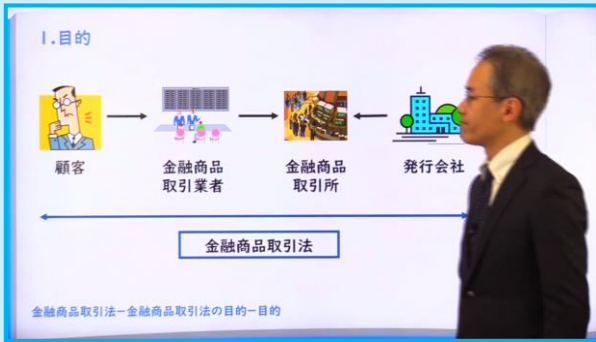 1.目的
顧客
金融商品
取引業者
金融商品
取引所
発行会社
金融商品取引法
金融商品取引法－金融商品取引法の目的－目的